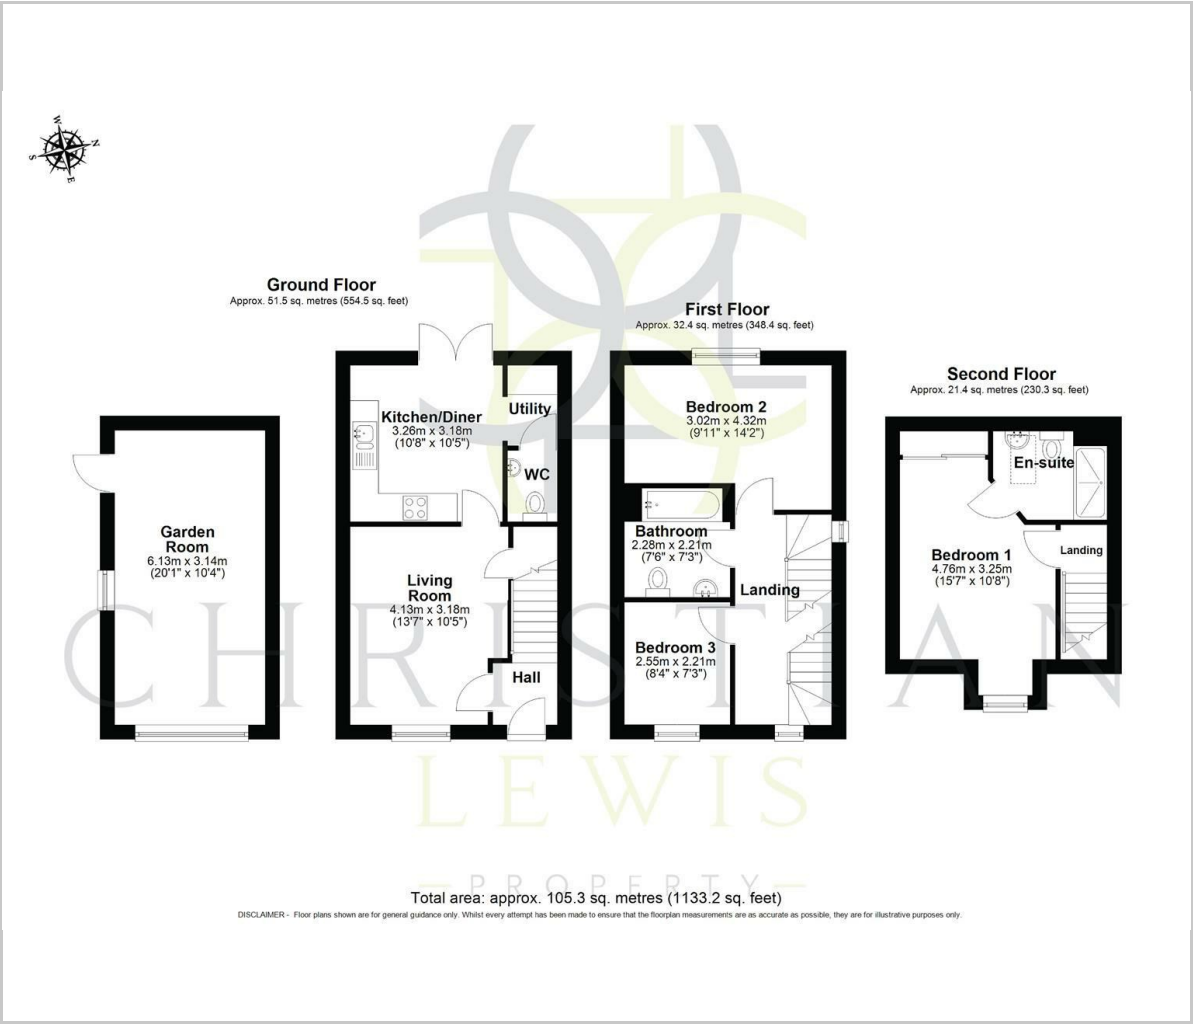 W
N
S
E
Ground Floor
Approx. 51.5 sq. metres (554.5 sq. feet)
First Floor
Approx. 32.4 sq. metres (348.4 sq. feet)
Second Floor
Approx. 21.4 sq. metres (230.3 sq. feet)
Garden
Room
6.13m x 3.14m
(20'1" x 10'4")
Kitchen/Diner
3.26m x 3.18m
(10'8" x 10'5")
Utility
WC
Living
Room
4.13m x 3.18m
(13'7" x 10'5")
Hall
Bedroom 2
3.02m x 4.32m
(9'11" x 14'2")
Bathroom
2.28m x 2.21m
(7'6" x 7'3")
Landing
Bedroom 3
2.55m x 2.21m
(8'4" x 7'3")
En-suite
Bedroom 1
4.76m x 3.25m
(15'7" x 10'8")
Landing
CHRISTIAN
LEWIS
PROPERTY
Total area: approx. 105.3 sq. metres (1133.2 sq. feet)
DISCLAIMER - Floor plans shown are for general guidance only. Whilst every attempt has been made to ensure that the floorplan measurements are as accurate as possible, they are for illustrative purposes only.